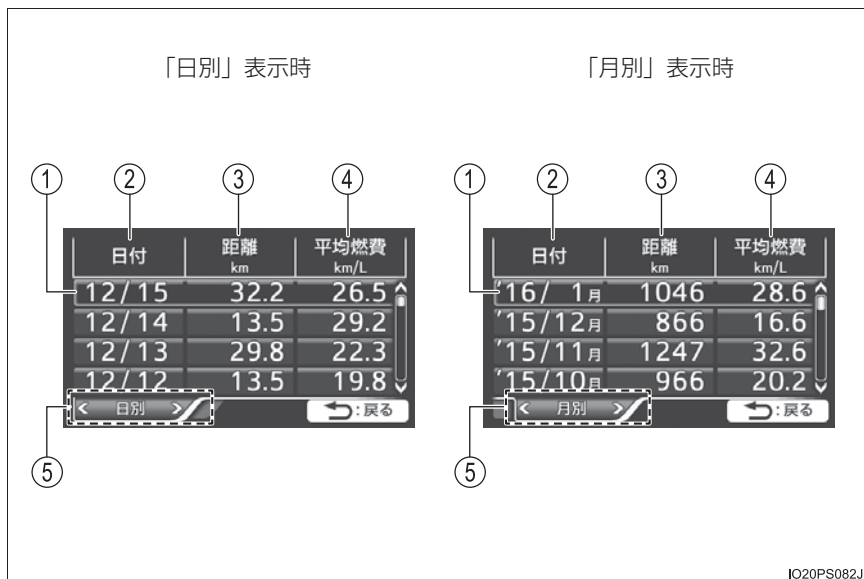 「日別」表示時
① ② ③ ④
日付 距離 km 平均燃費 km/L
12/15 32.2 26.5
12/14 13.5 29.2
12/13 29.8 22.3
12/12 13.5 19.8
⑤ < 日別 > :戻る
「月別」表示時
① ② ③ ④
日付 距離 km 平均燃費 km/L
'16/ 1月 1046 28.6
'15/12月 866 16.6
'15/11月 1247 32.6
'15/10月 966 20.2
⑤ < 月別 > :戻る
IO20PS082J